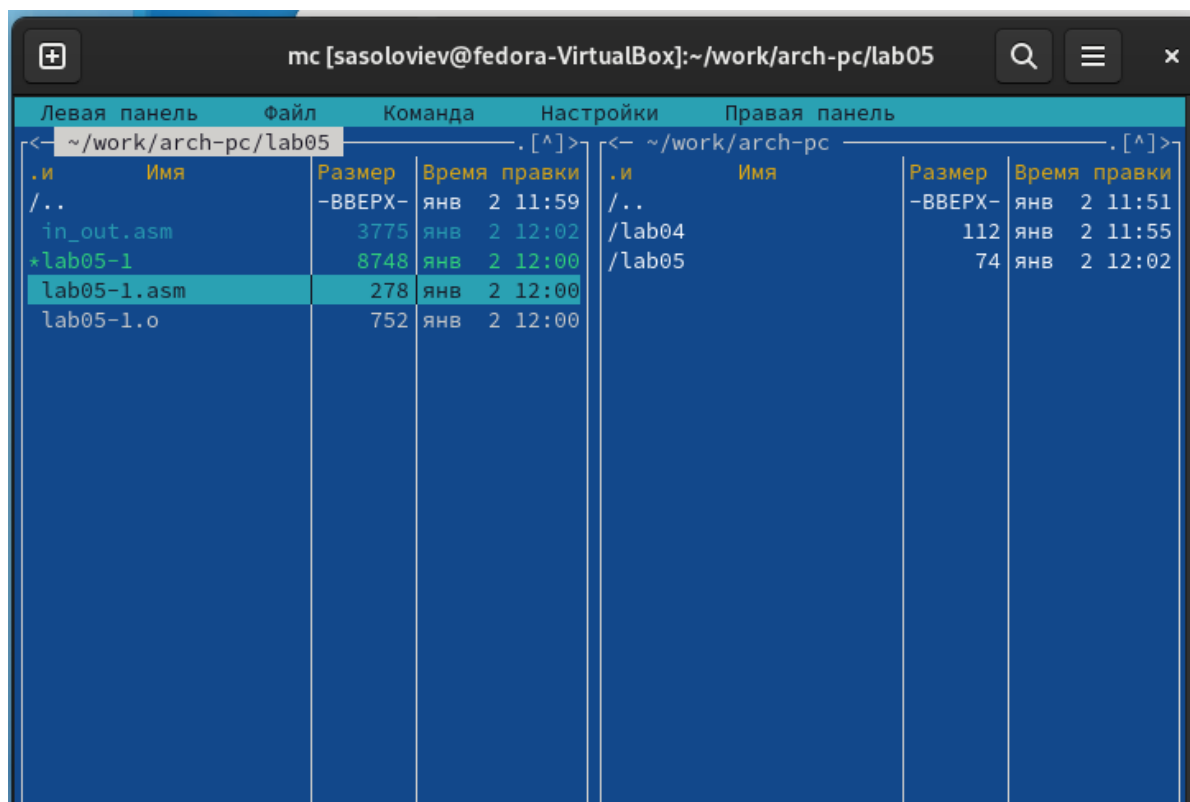 mc [sasoloviev@fedora-VirtualBox]:~/work/arch-pc/lab05
Левая панель Файл Команда Настройки Правая панель
<─ ~/work/arch-pc/lab05 ─.[^]>
.и Имя Размер Время правки
/.. -ВВЕРХ- янв 2 11:59
in_out.asm 3775 янв 2 12:02
*lab05-1 8748 янв 2 12:00
lab05-1.asm 278 янв 2 12:00
lab05-1.o 752 янв 2 12:00
<─ ~/work/arch-pc ─.[^]>
.и Имя Размер Время правки
/.. -ВВЕРХ- янв 2 11:51
/lab04 112 янв 2 11:55
/lab05 74 янв 2 12:02